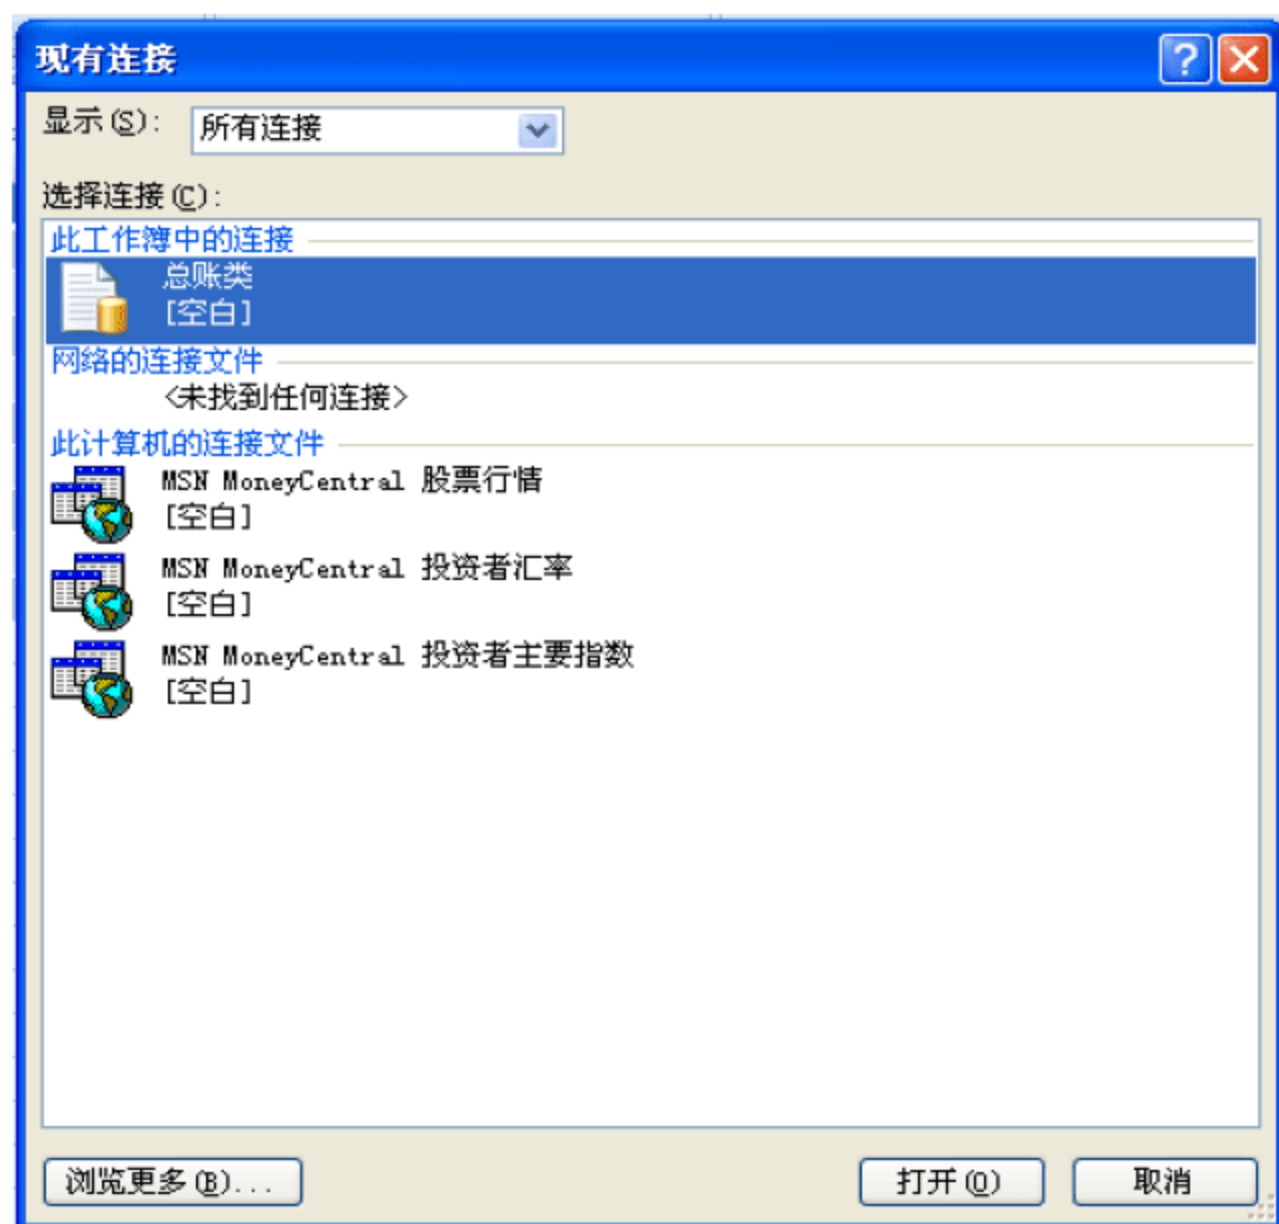 现有连接
显示(S): 所有连接
选择连接(C):
此工作簿中的连接
总账类
[空白]
网络的连接文件
<未找到任何连接>
此计算机的连接文件
MSN MoneyCentral 股票行情
[空白]
MSN MoneyCentral 投资者汇率
[空白]
MSN MoneyCentral 投资者主要指数
[空白]
浏览更多(B)... 打开(O) 取消